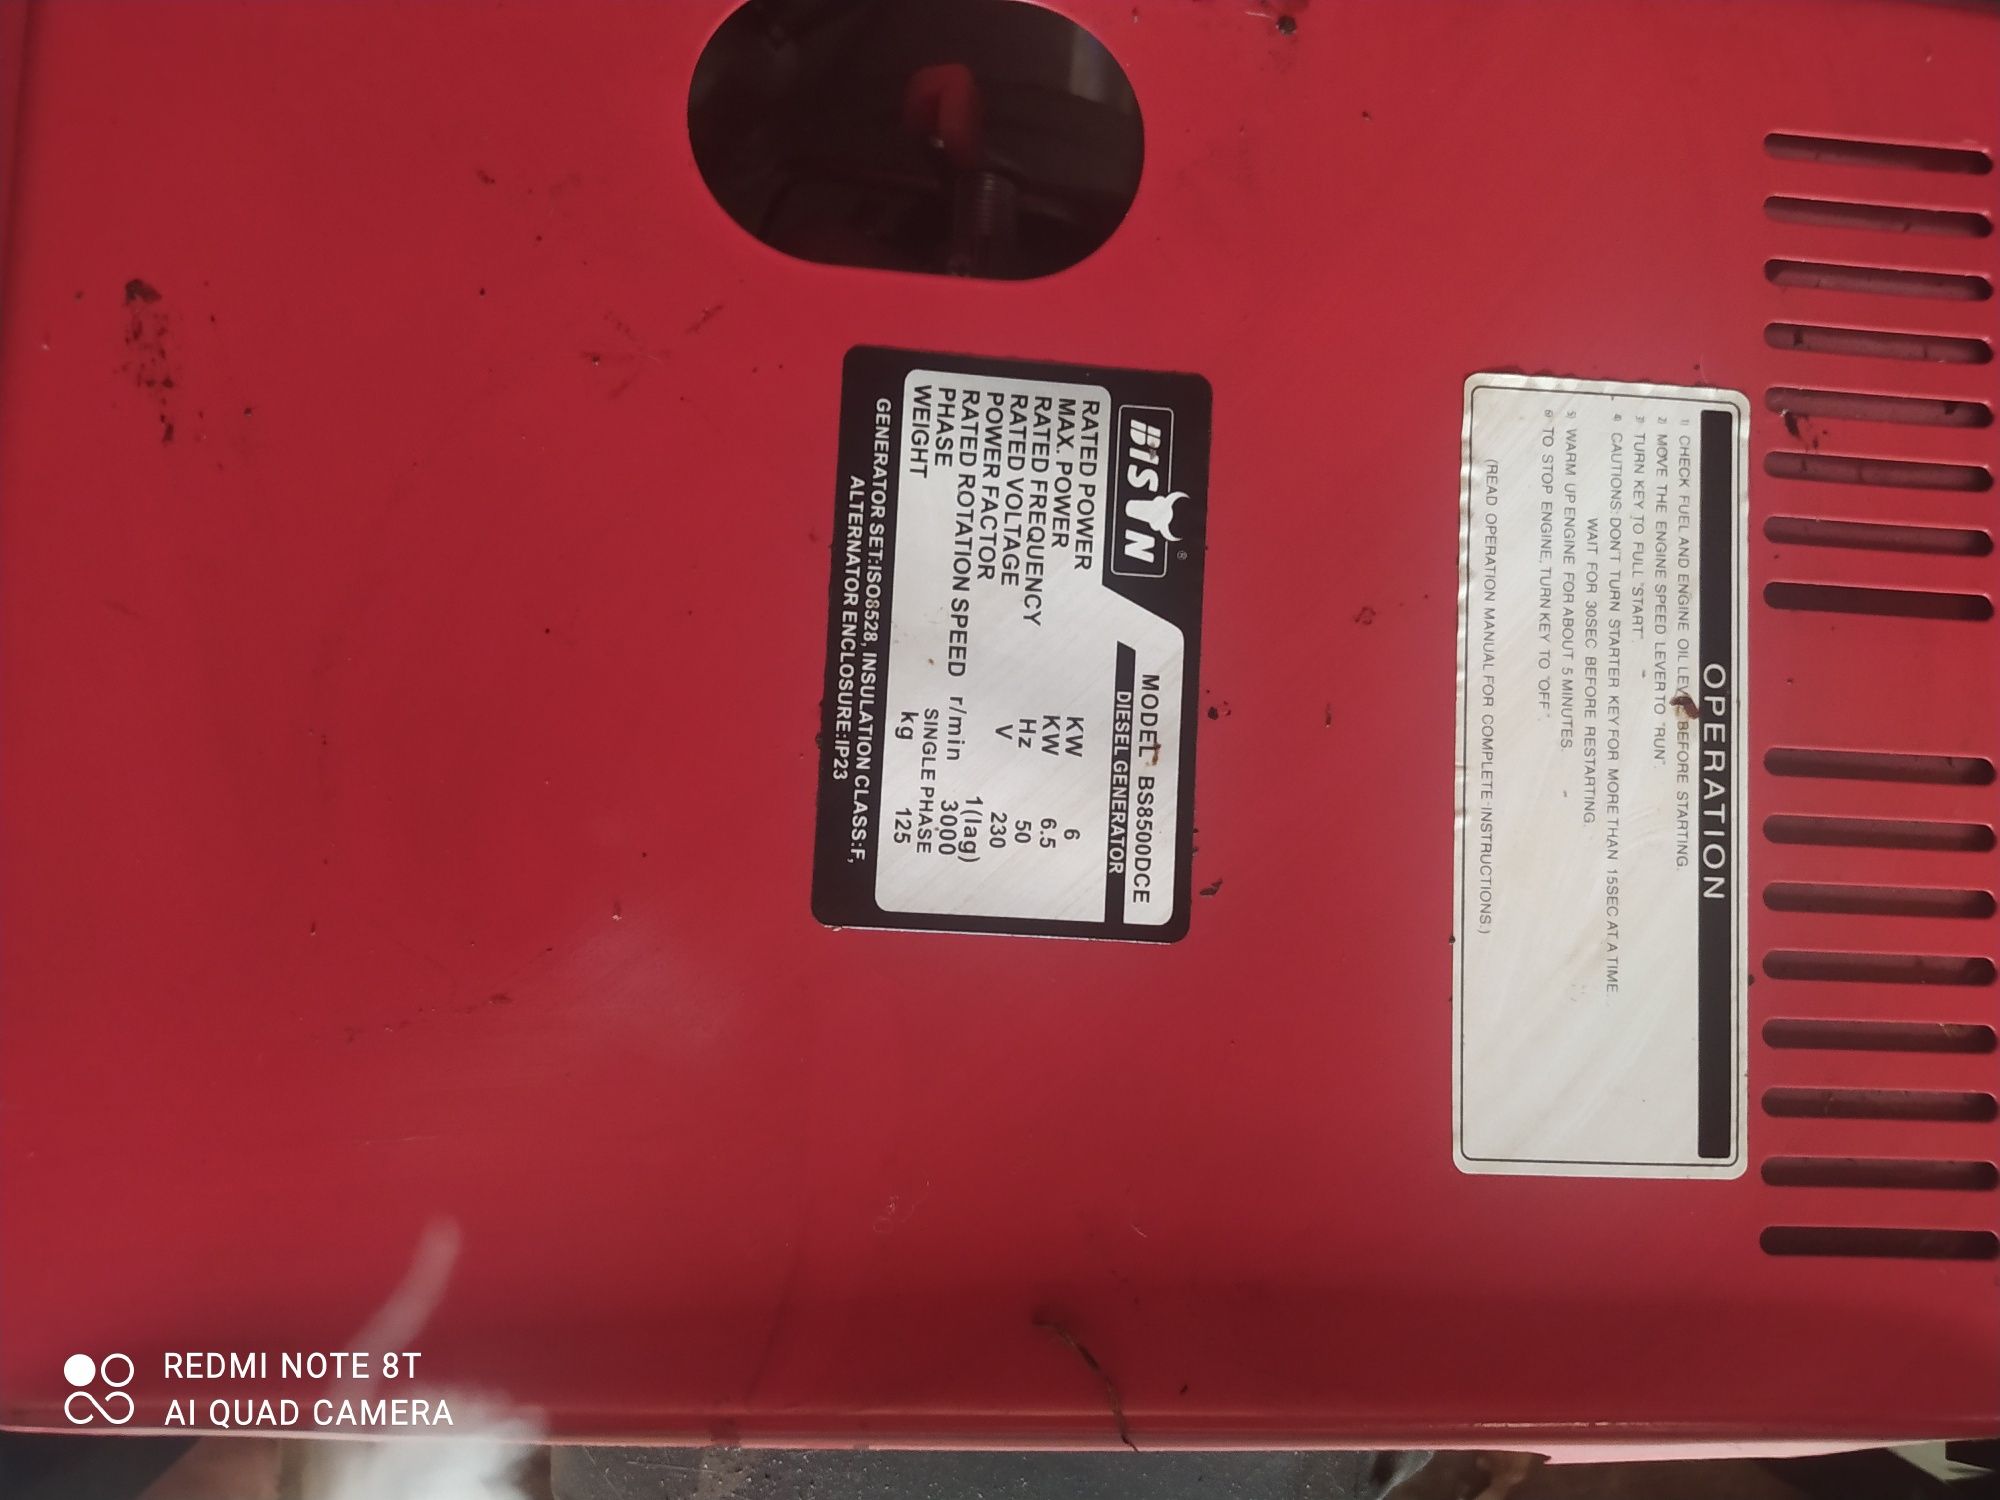 OPERATION
1) CHECK FUEL AND ENGINE OIL LEVEL BEFORE STARTING.
2) MOVE THE ENGINE SPEED LEVER TO "RUN".
3) TURN KEY TO FULL "START".
4) CAUTIONS: DON'T TURN STARTER KEY FOR MORE THAN 15SEC AT A TIME.
WAIT FOR 30SEC BEFORE RESTARTING.
5) WARM UP ENGINE FOR ABOUT 5 MINUTES.
6) TO STOP ENGINE, TURN KEY TO "OFF".
(READ OPERATION MANUAL FOR COMPLETE INSTRUCTIONS.)
BISON®
MODEL BS8500DCE
DIESEL GENERATOR
RATED POWER KW 6
MAX. POWER KW 6.5
RATED FREQUENCY Hz 50
RATED VOLTAGE V 230
POWER FACTOR 1(lag)
RATED ROTATION SPEED r/min 3000
PHASE SINGLE PHASE
WEIGHT kg 125
GENERATOR SET:ISO8528, INSULATION CLASS:F,
ALTERNATOR ENCLOSURE:IP23
REDMI NOTE 8T
AI QUAD CAMERA